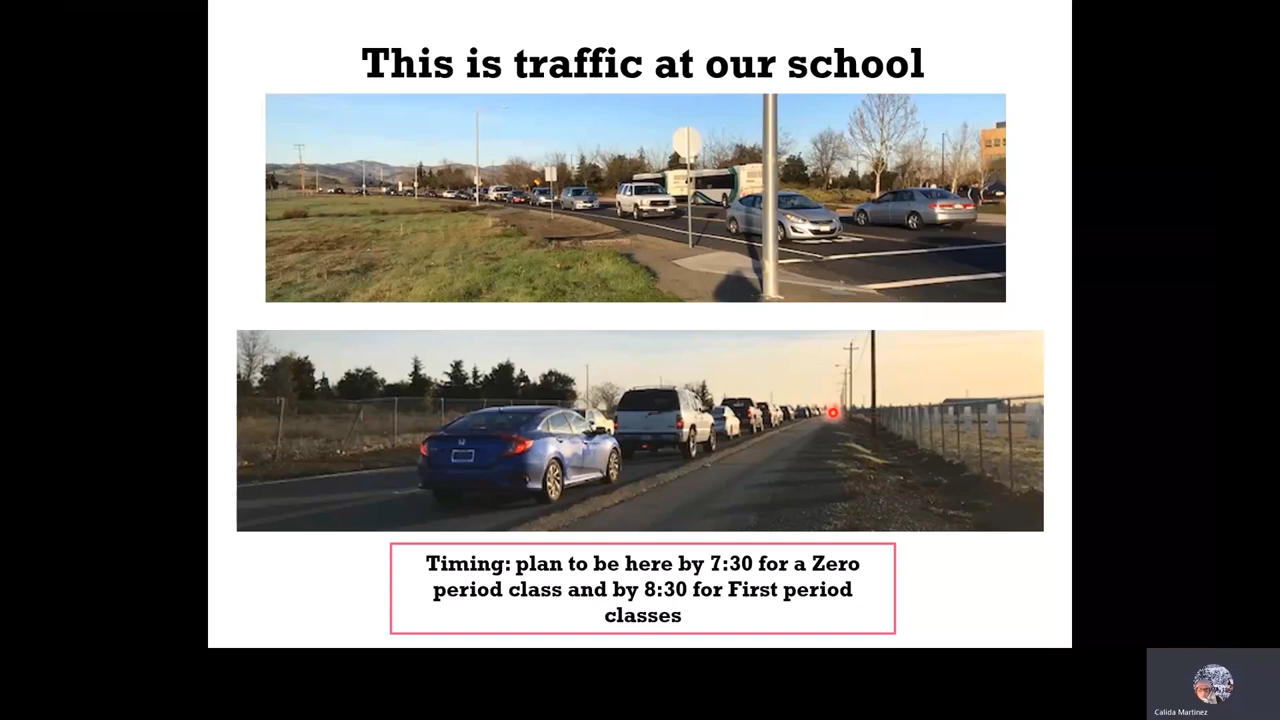 This is traffic at our school
Timing: plan to be here by 7:30 for a Zero
period class and by 8:30 for First period
classes
Calida Martinez